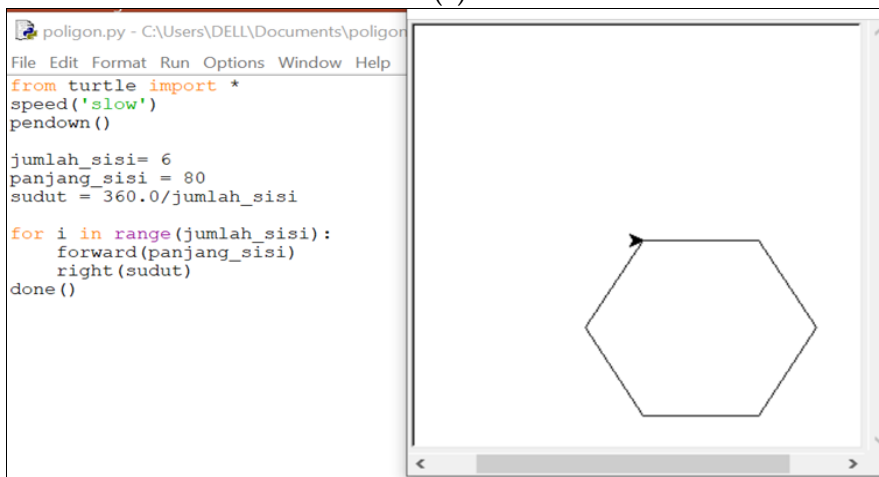 poligon.py - C:\Users\DELL\Documents\poligon
File Edit Format Run Options Window Help
from turtle import *
speed('slow')
pendown()
jumlah_sisi= 6
panjang_sisi = 80
sudut = 360.0/jumlah_sisi
for i in range(jumlah_sisi):
    forward(panjang_sisi)
    right(sudut)
done()